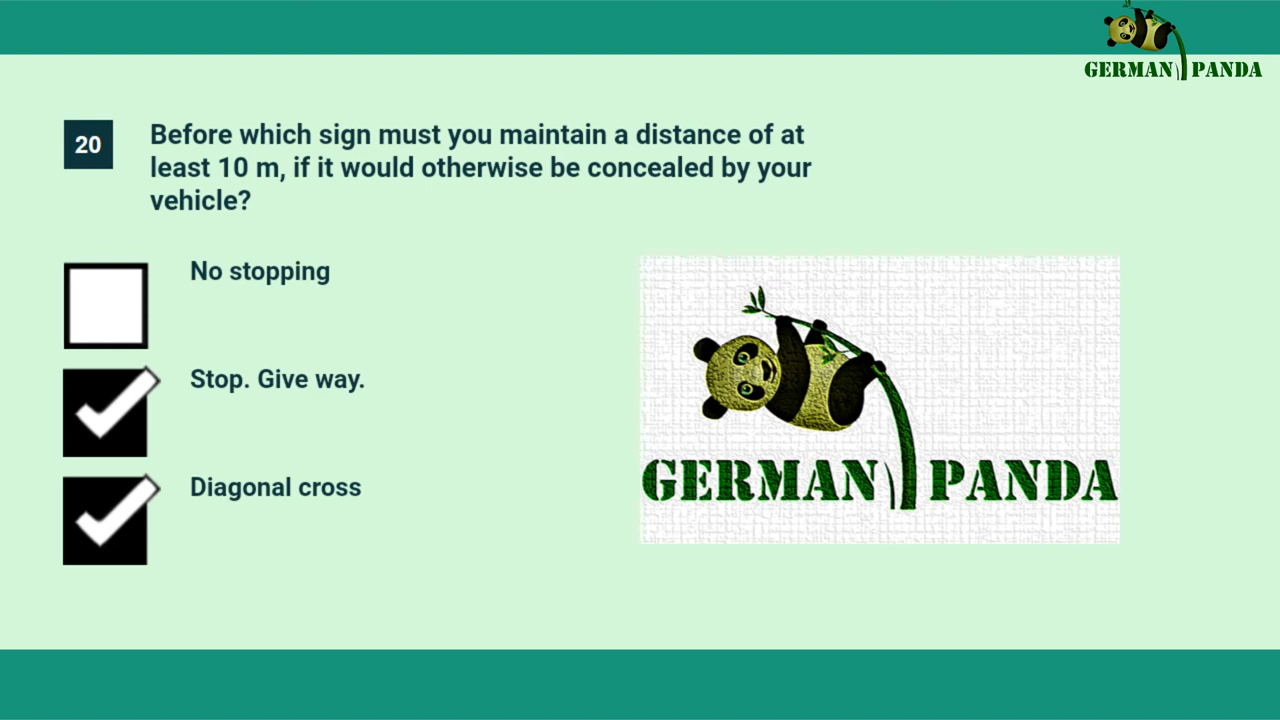 GERMAN PANDA
20
Before which sign must you maintain a distance of at
least 10 m, if it would otherwise be concealed by your
vehicle?
No stopping
Stop. Give way.
Diagonal cross
GERMAN PANDA